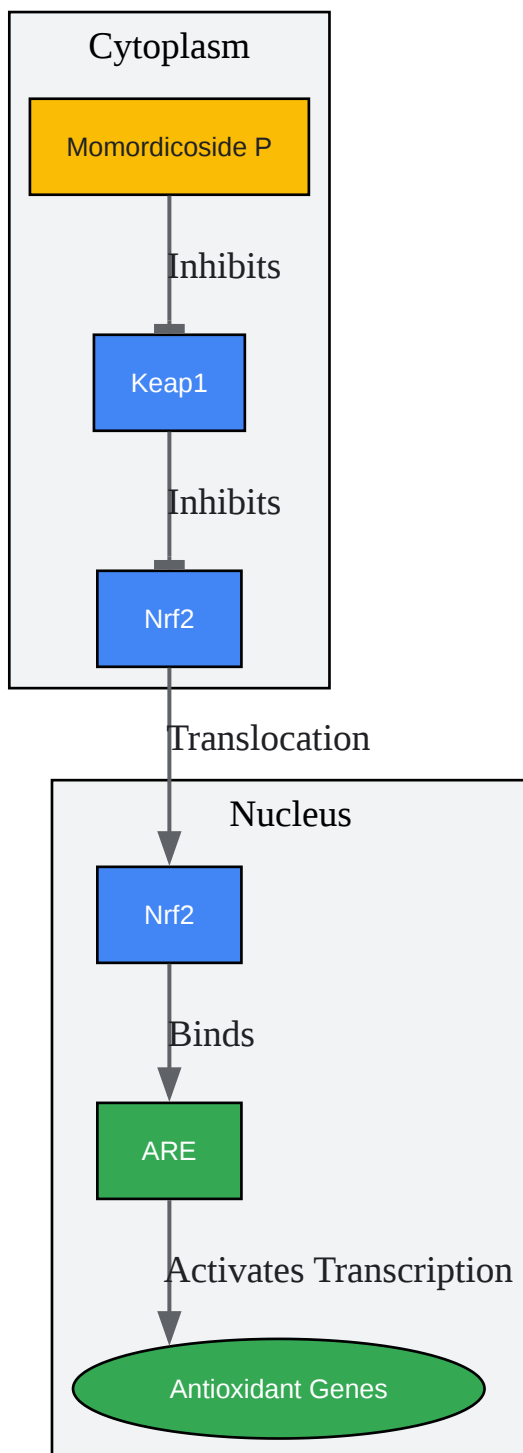 Cytoplasm
Momordicoside P
Inhibits
Keap1
Inhibits
Nrf2
Translocation
Nucleus
Nrf2
Binds
ARE
Activates Transcription
Antioxidant Genes